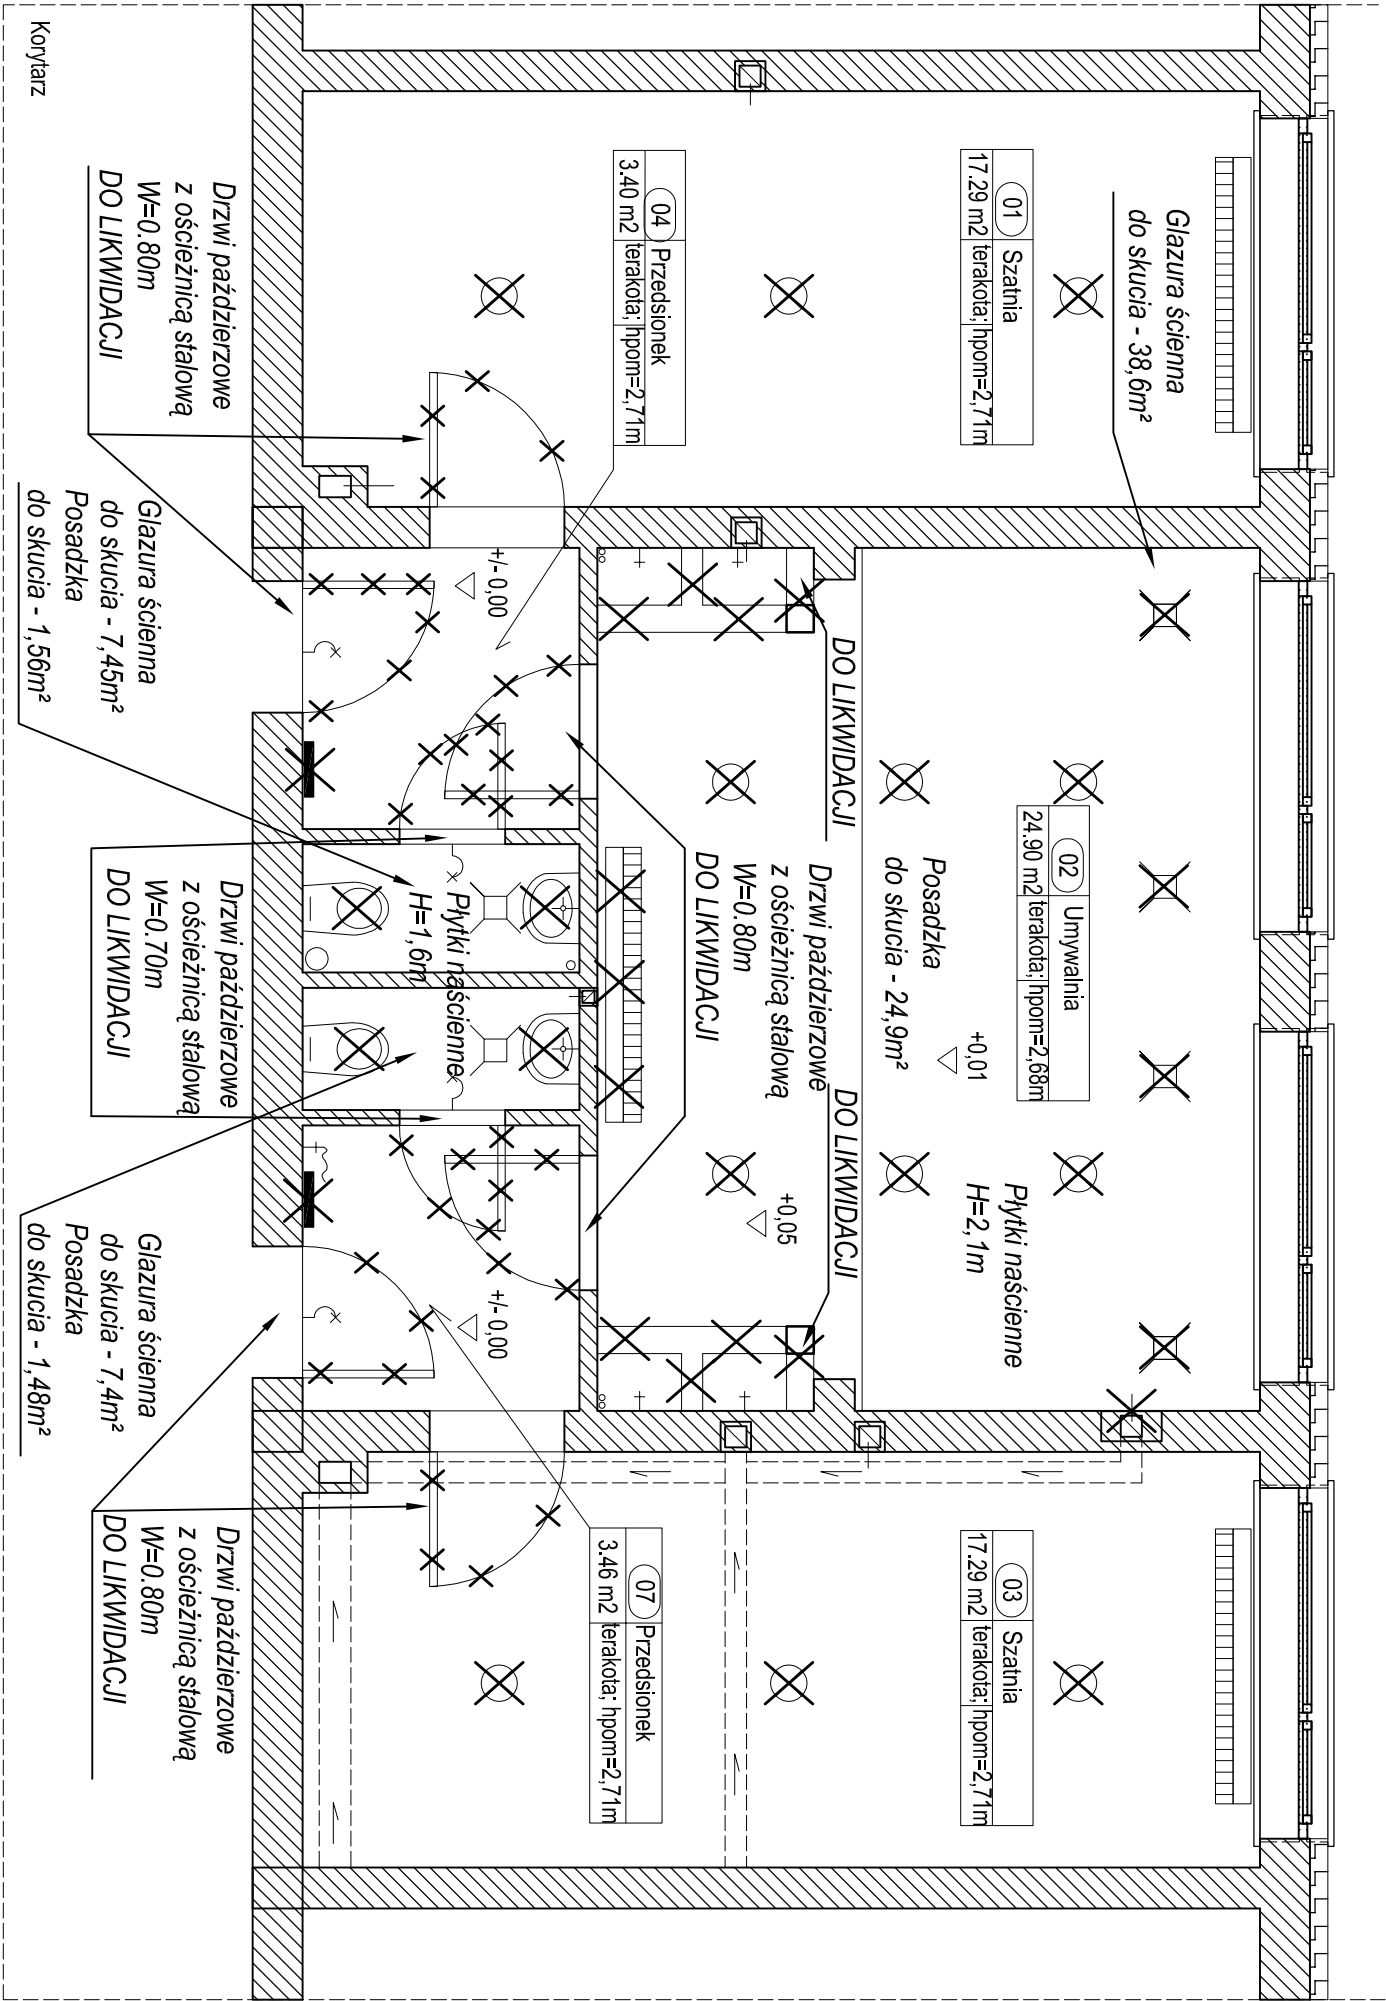 Glazura ścienna
do skucia - 38,6m²
01
Szatnia
17.29 m2
terakota; hpom=2,71m
04
Przedsionek
3.40 m2
terakota; hpom=2,71m
Drzwi paździerzowe
z ościeżnicą stalową
W=0.80m
DO LIKWIDACJI
Korytarz
02
Umywalnia
24.90 m2
terakota; hpom=2,68m
Posadzka
do skucia - 24,9m²
+0,01
Płytki naścienne
H=2,1m
DO LIKWIDACJI
DO LIKWIDACJI
+0,05
Drzwi paździerzowe
z ościeżnicą stalową
W=0.80m
DO LIKWIDACJI
+/- 0,00
+/- 0,00
Płytki naścienne
H=1,6m
Glazura ścienna
do skucia - 7,45m²
Posadzka
do skucia - 1,56m²
Drzwi paździerzowe
z ościeżnicą stalową
W=0.70m
DO LIKWIDACJI
Glazura ścienna
do skucia - 7,4m²
Posadzka
do skucia - 1,48m²
03
Szatnia
17.29 m2
terakota; hpom=2,71m
07
Przedsionek
3.46 m2
terakota; hpom=2,71m
Drzwi paździerzowe
z ościeżnicą stalową
W=0.80m
DO LIKWIDACJI